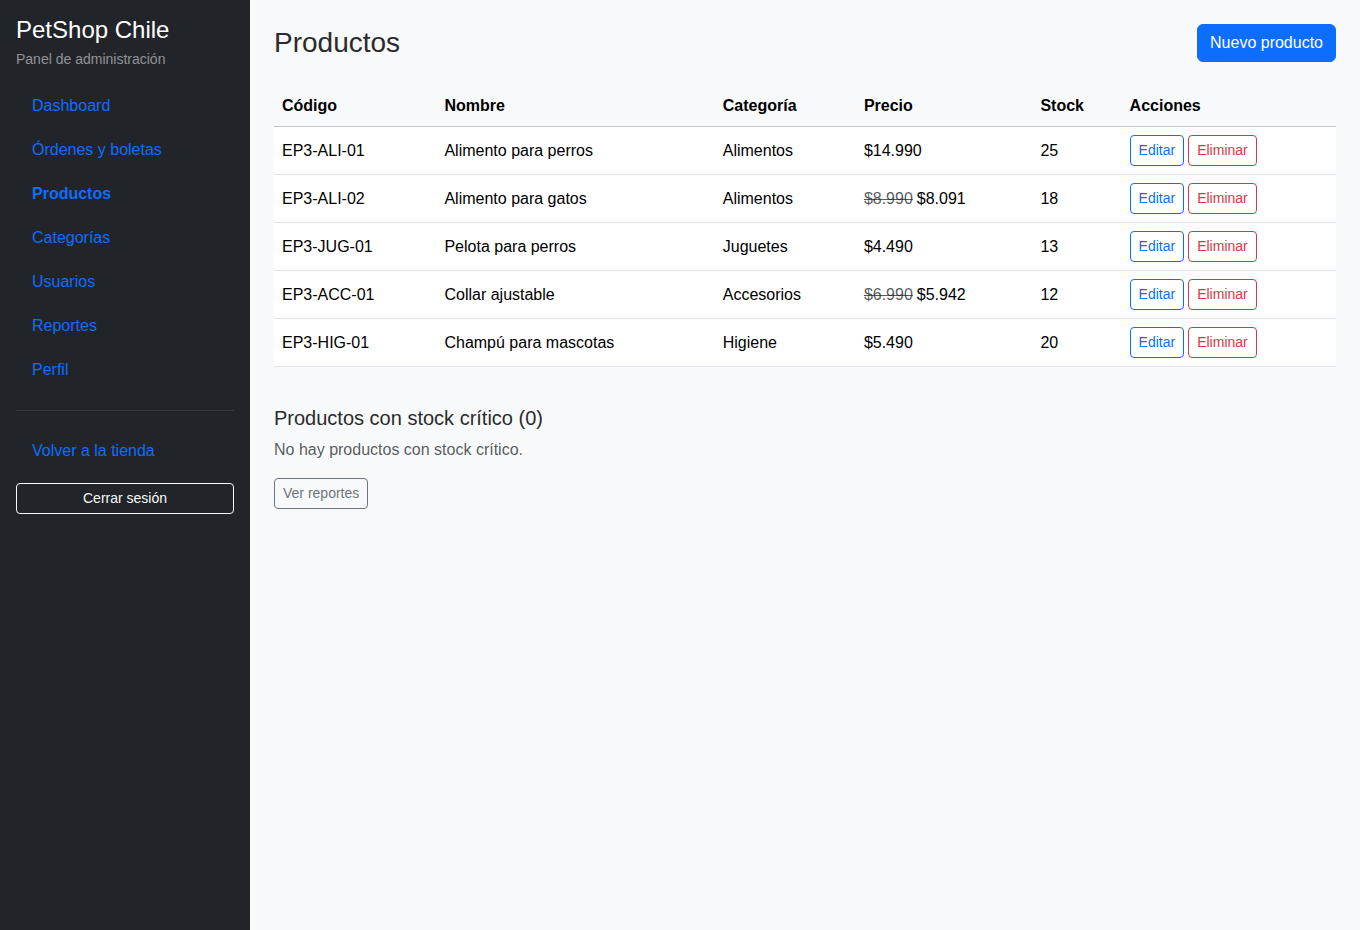 PetShop Chile
Panel de administración
Dashboard
Órdenes y boletas
Productos
Categorías
Usuarios
Reportes
Perfil
Volver a la tienda
Cerrar sesión
Productos
Nuevo producto
Código Nombre Categoría Precio Stock Acciones
EP3-ALI-01 Alimento para perros Alimentos $14.990 25 Editar Eliminar
EP3-ALI-02 Alimento para gatos Alimentos $8.990 $8.091 18 Editar Eliminar
EP3-JUG-01 Pelota para perros Juguetes $4.490 13 Editar Eliminar
EP3-ACC-01 Collar ajustable Accesorios $6.990 $5.942 12 Editar Eliminar
EP3-HIG-01 Champú para mascotas Higiene $5.490 20 Editar Eliminar
Productos con stock crítico (0)
No hay productos con stock crítico.
Ver reportes